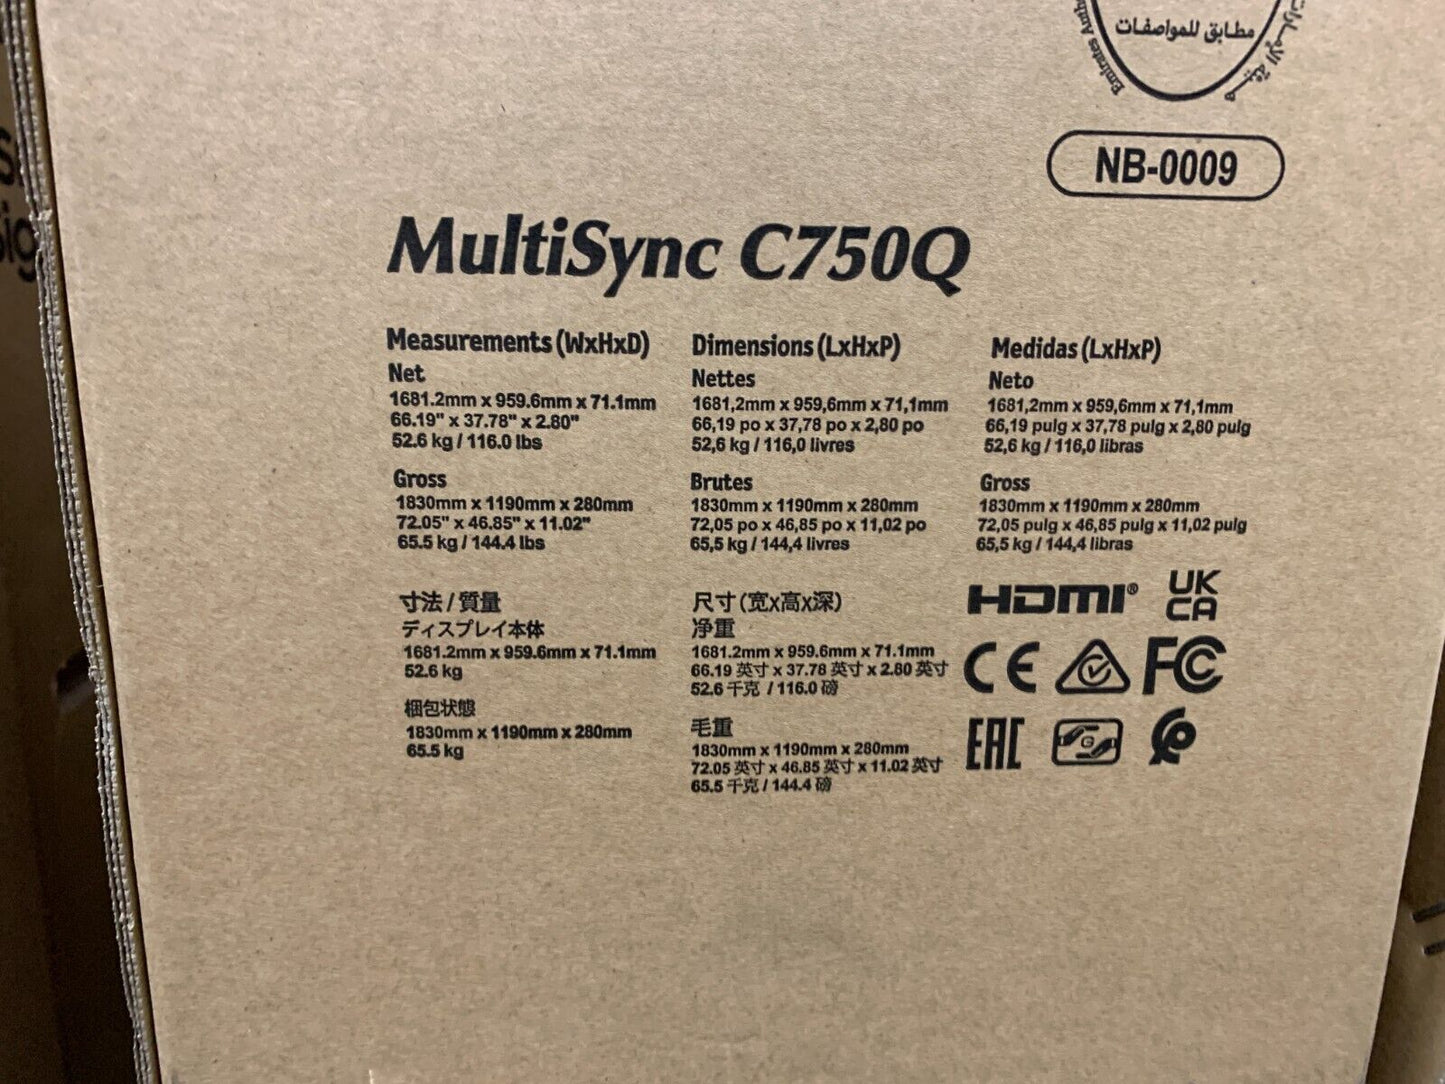 مطابق للمواصفات
Emirates Auth
NB-0009
MultiSync C750Q
Measurements (WxHxD)
Net
1681.2mm x 959.6mm x 71.1mm
66.19" x 37.78" x 2.80"
52.6 kg / 116.0 lbs
Gross
1830mm x 1190mm x 280mm
72.05" x 46.85" x 11.02"
65.5 kg / 144.4 lbs
Dimensions (LxHxP)
Nettes
1681,2mm x 959,6mm x 71,1mm
66,19 po x 37,78 po x 2,80 po
52,6 kg / 116,0 livres
Brutes
1830mm x 1190mm x 280mm
72,05 po x 46,85 po x 11,02 po
65,5 kg / 144,4 livres
Medidas (LxHxP)
Neto
1681,2mm x 959,6mm x 71,1mm
66,19 pulg x 37,78 pulg x 2,80 pulg
52,6 kg / 116,0 libras
Gross
1830mm x 1190mm x 280mm
72,05 pulg x 46,85 pulg x 11,02 pulg
65,5 kg / 144,4 libras
寸法 / 質量
ディスプレイ本体
1681.2mm x 959.6mm x 71.1mm
52.6 kg
梱包状態
1830mm x 1190mm x 280mm
65.5 kg
尺寸 (宽x高x深)
净重
1681.2mm x 959.6mm x 71.1mm
66.19 英寸 x 37.78 英寸 x 2.80 英寸
52.6 千克 / 116.0 磅
毛重
1830mm x 1190mm x 280mm
72.05 英寸 x 46.85 英寸 x 11.02 英寸
65.5 千克 / 144.4 磅
HDMI®
UK
CA
CE
FC
EAC
G